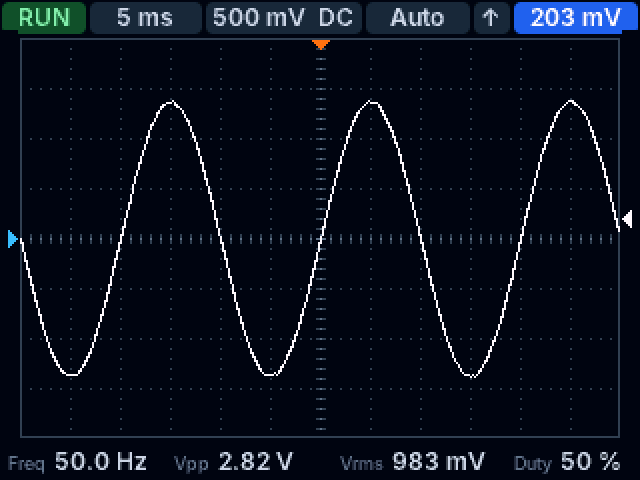 RUN 5 ms 500 mV DC Auto ↑ 203 mV
Freq 50.0 Hz Vpp 2.82 V Vrms 983 mV Duty 50 %